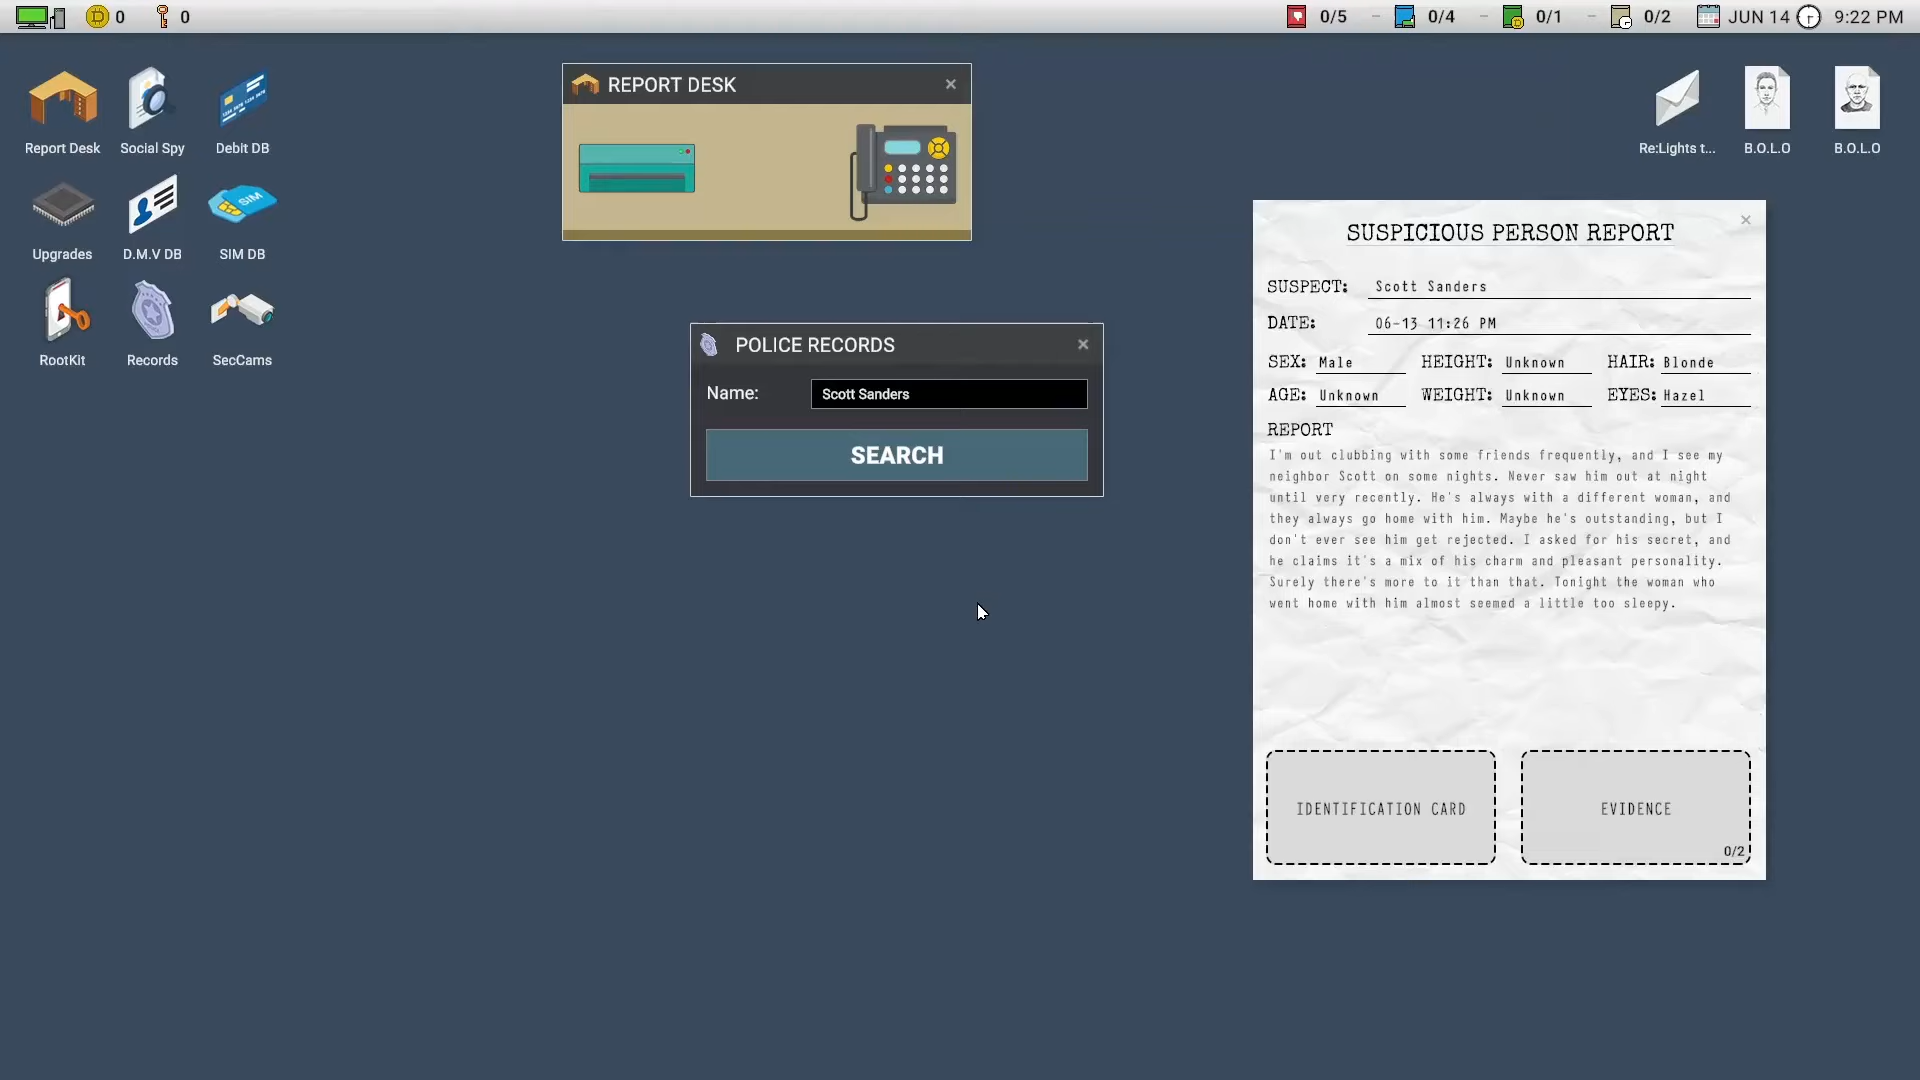 0
0
0/5
0/4
0/1
0/2
JUN 14
9:22 PM
Report Desk
Social Spy
Debit DB
Upgrades
D.M.V DB
SIM DB
RootKit
Records
SecCams
SIM
REPORT DESK
Re:Lights t...
B.O.L.O
B.O.L.O
POLICE RECORDS
Name:
Scott Sanders
SEARCH
SUSPICIOUS PERSON REPORT
SUSPECT: Scott Sanders
DATE: 06-13 11:26 PM
SEX: Male HEIGHT: Unknown HAIR: Blonde
AGE: Unknown WEIGHT: Unknown EYES: Hazel
REPORT
I'm out clubbing with some friends frequently, and I see my
neighbor Scott on some nights. Never saw him out at night
until very recently. He's always with a different woman, and
they always go home with him. Maybe he's outstanding, but I
don't ever see him get rejected. I asked for his secret, and
he claims it's a mix of his charm and pleasant personality.
Surely there's more to it than that. Tonight the woman who
went home with him almost seemed a little too sleepy.
IDENTIFICATION CARD
EVIDENCE
0/2